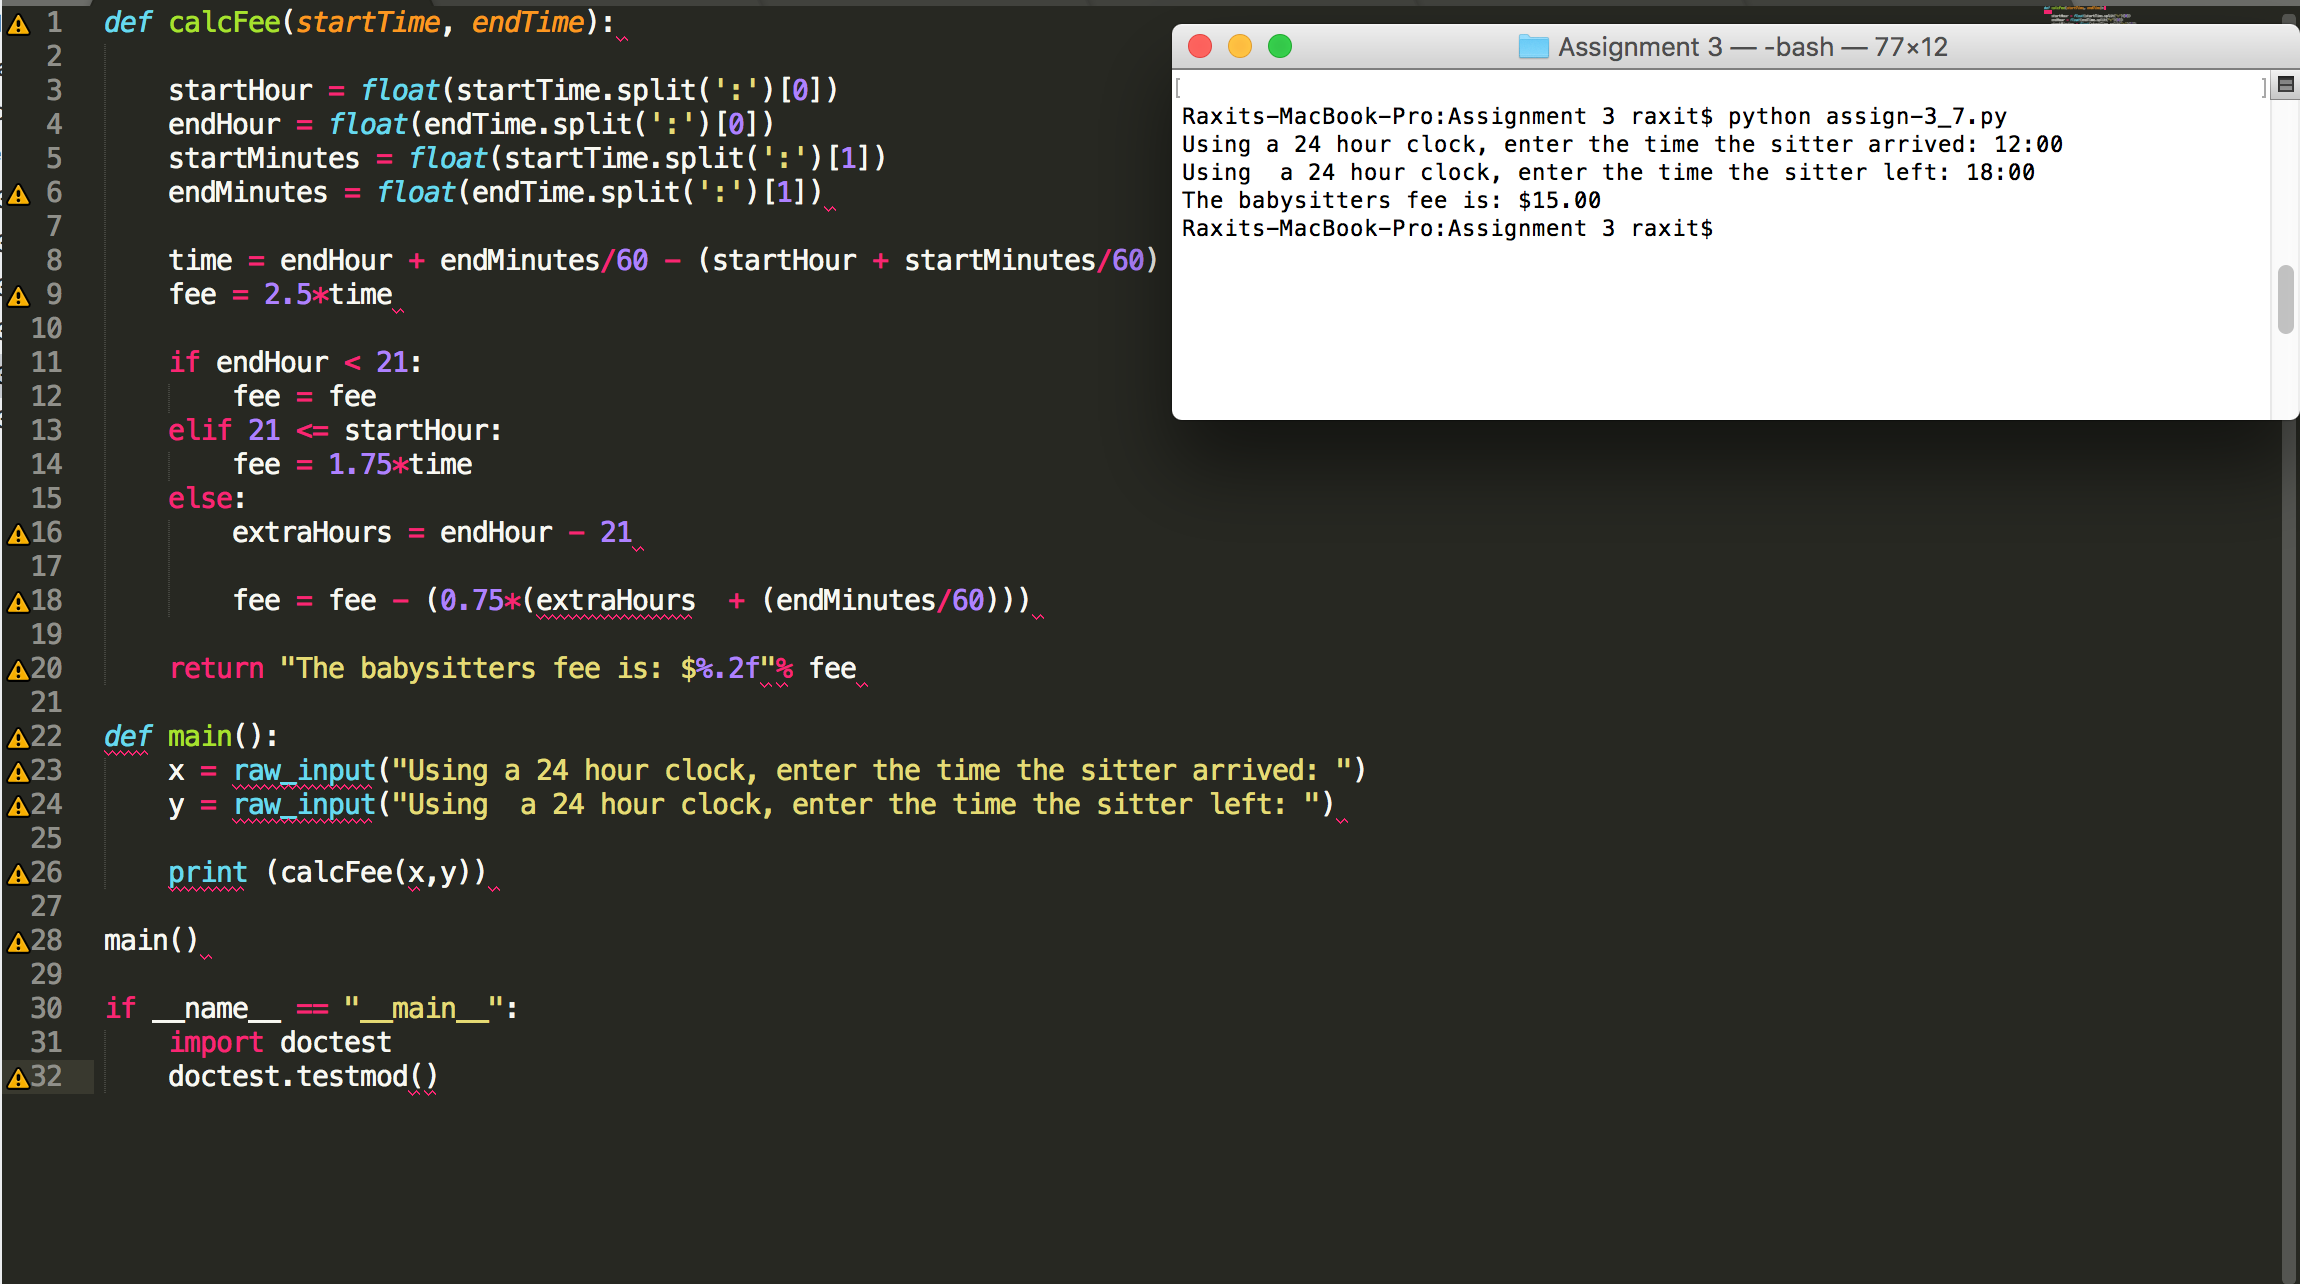 1 def calcFee(startTime, endTime):
2
3     startHour = float(startTime.split(':')[0])
4     endHour = float(endTime.split(':')[0])
5     startMinutes = float(startTime.split(':')[1])
6     endMinutes = float(endTime.split(':')[1])
7
8     time = endHour + endMinutes/60 - (startHour + startMinutes/60)
9     fee = 2.5*time
10
11     if endHour < 21:
12         fee = fee
13     elif 21 <= startHour:
14         fee = 1.75*time
15     else:
16         extraHours = endHour - 21
17
18         fee = fee - (0.75*(extraHours  + (endMinutes/60)))
19
20     return "The babysitters fee is: $%.2f"% fee
21
22 def main():
23     x = raw_input("Using a 24 hour clock, enter the time the sitter arrived: ")
24     y = raw_input("Using  a 24 hour clock, enter the time the sitter left: ")
25
26     print (calcFee(x,y))
27
28 main()
29
30 if __name__ == "__main__":
31     import doctest
32     doctest.testmod()
Assignment 3 — -bash — 77×12
[ ]
Raxits-MacBook-Pro:Assignment 3 raxit$ python assign-3_7.py
Using a 24 hour clock, enter the time the sitter arrived: 12:00
Using  a 24 hour clock, enter the time the sitter left: 18:00
The babysitters fee is: $15.00
Raxits-MacBook-Pro:Assignment 3 raxit$